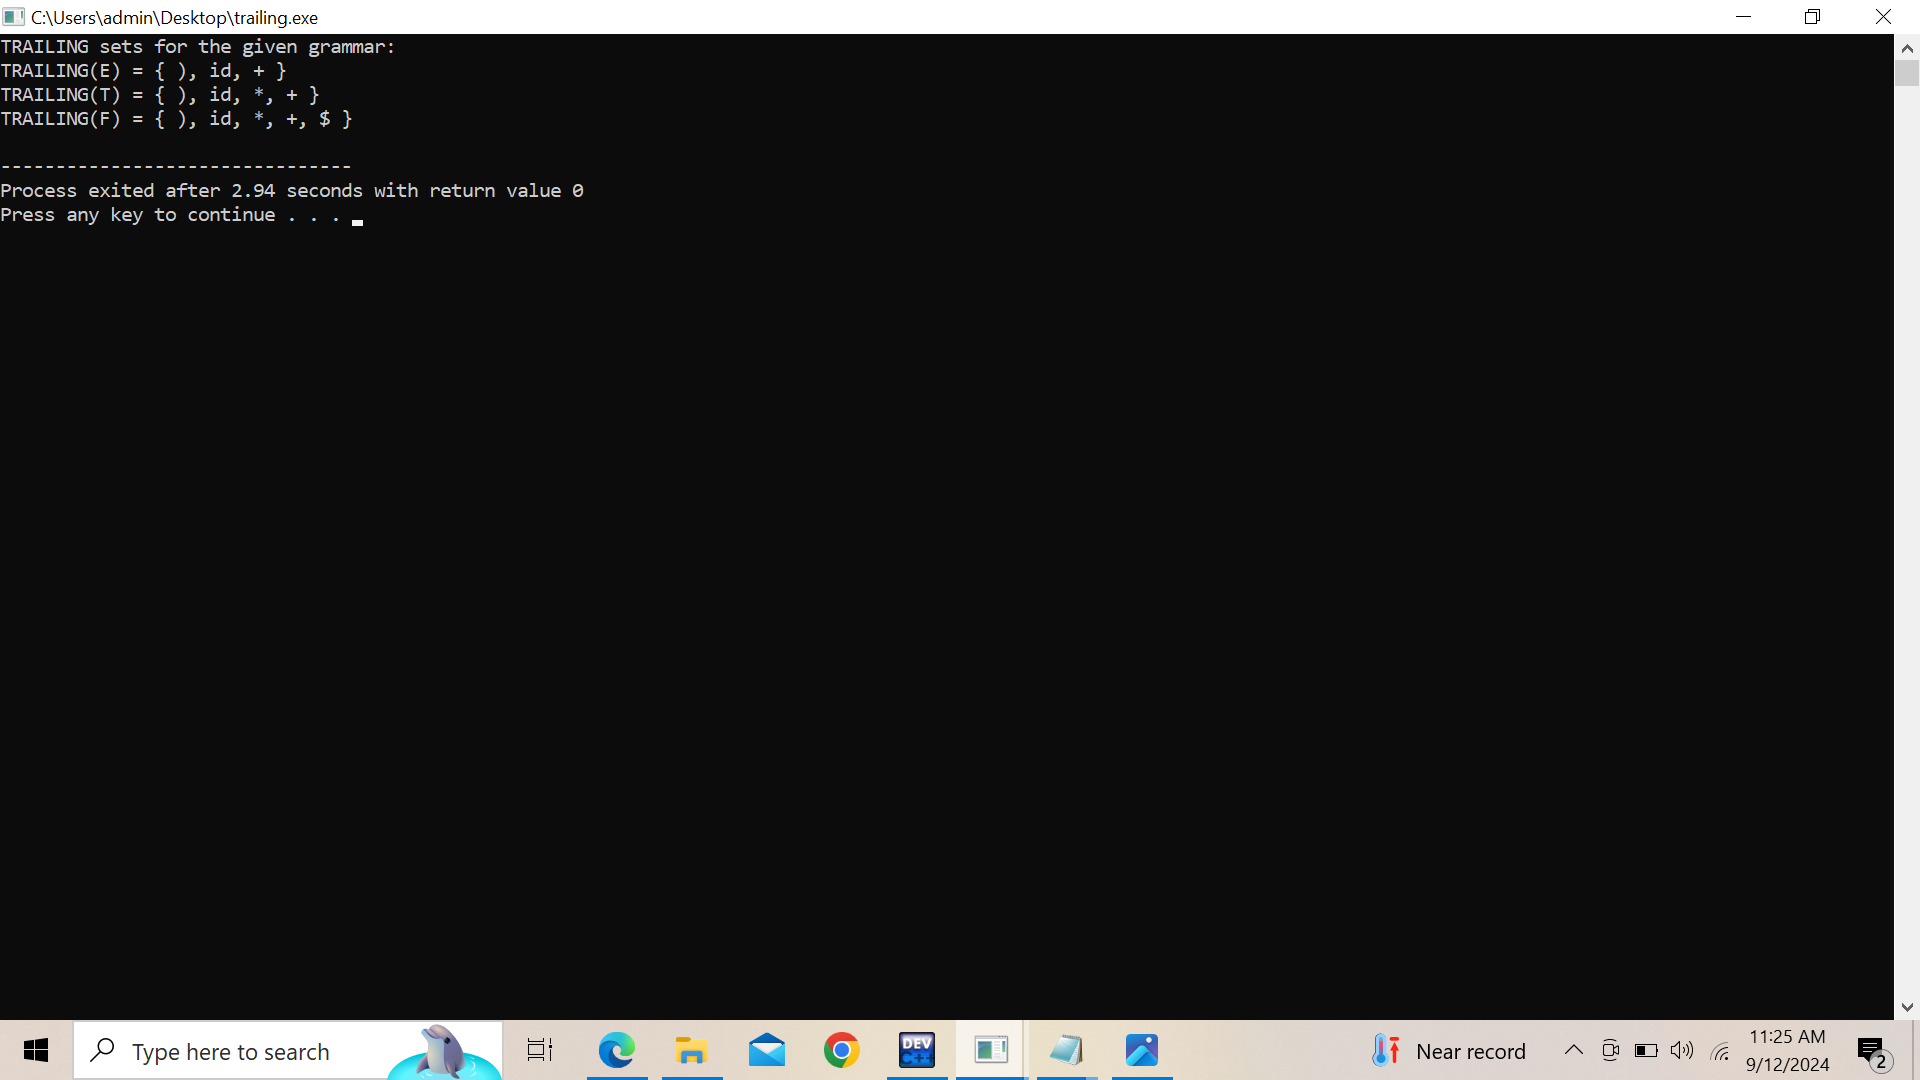 C:\Users\admin\Desktop\trailing.exe
TRAILING sets for the given grammar:
TRAILING(E) = { ), id, + }
TRAILING(T) = { ), id, *, + }
TRAILING(F) = { ), id, *, +, $ }
--------------------------------
Process exited after 2.94 seconds with return value 0
Press any key to continue . . .
Type here to search
DEV
C++
Near record
11:25 AM
9/12/2024
2